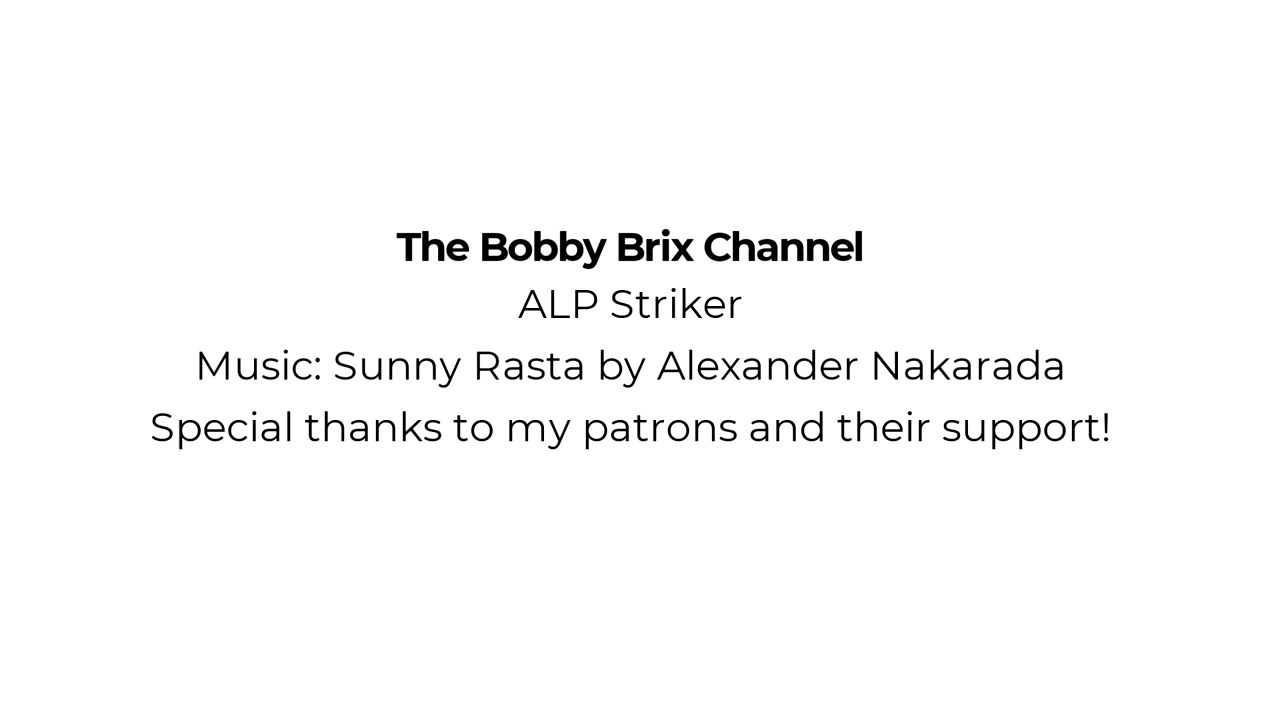 The Bobby Brix Channel
ALP Striker
Music: Sunny Rasta by Alexander Nakarada
Special thanks to my patrons and their support!